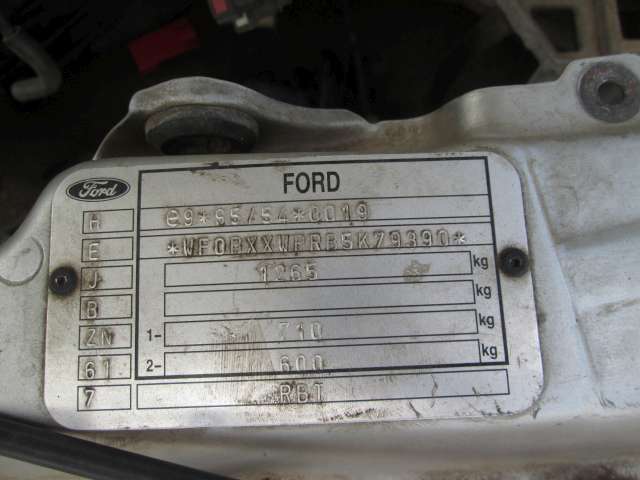 Ford FORD
H e9*95/54*0019
E *WF0BXXWPRB5K79390*
J 1265 kg
B kg
ZN 1- 710 kg
61 2- 600 kg
7 RBT